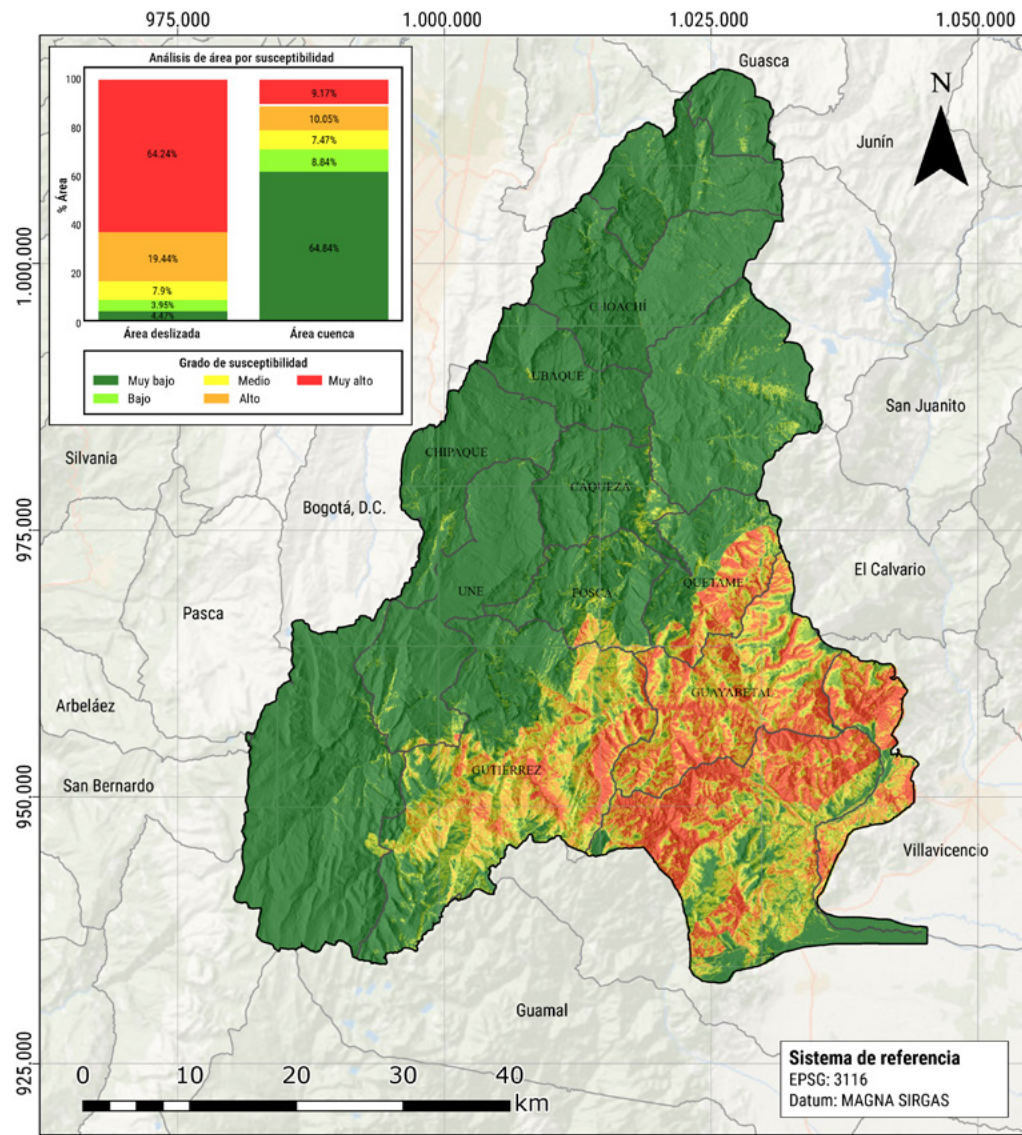 975.000 1.000.000 1.025.000 1.050.000
Análisis de área por susceptibilidad
100
80
60
40
20
0
% Área
64.24%
19.44%
7.9%
3.95%
4.47%
9.17%
10.05%
7.47%
8.84%
64.84%
Área deslizada Área cuenca
Grado de susceptibilidad
Muy bajo Medio Muy alto
Bajo Alto
Guasca
N
Junín
1.000.000
CHOACHÍ
UBAQUE
San Juanito
CHIPAQUE
Silvania
CÁQUEZA
Bogotá, D.C.
975.000
El Calvario
QUETAME
UNE
FOSCA
Pasca
GUAYABETAL
Arbeláez
GUTIÉRREZ
San Bernardo
950.000
Villavicencio
Guamal
925.000
Sistema de referencia
EPSG: 3116
Datum: MAGNA SIRGAS
0 10 20 30 40
km